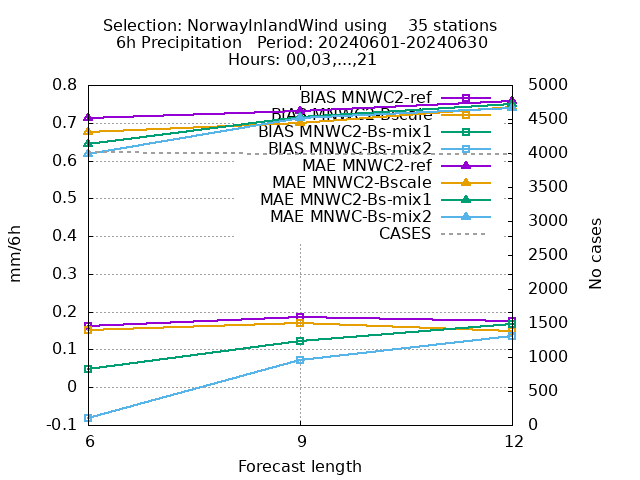 Selection: NorwayInlandWind using    35 stations
6h Precipitation   Period: 20240601-20240630
Hours: 00,03,...,21
0.8
0.7
0.6
0.5
0.4
0.3
0.2
0.1
0
-0.1
5000
4500
4000
3500
3000
2500
2000
1500
1000
500
0
BIAS MNWC2-ref
BIAS MNWC2-Bscale
BIAS MNWC2-Bs-mix1
BIAS MNWC-Bs-mix2
MAE MNWC2-ref
MAE MNWC2-Bscale
MAE MNWC2-Bs-mix1
MAE MNWC-Bs-mix2
CASES
mm/6h
No cases
6
9
12
Forecast length